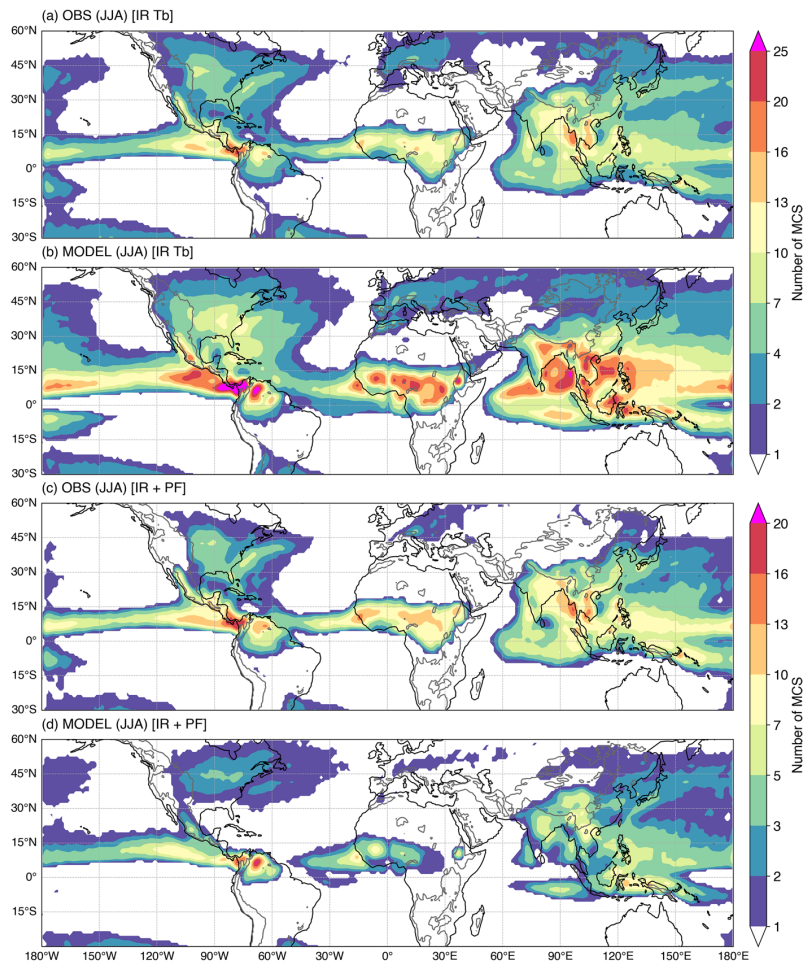 (a) OBS (JJA) [IR Tb]
60°N
45°N
30°N
15°N
0°
15°S
30°S
(b) MODEL (JJA) [IR Tb]
60°N
45°N
30°N
15°N
0°
15°S
30°S
25
20
16
13
10
7
4
2
1
Number of MCS
(c) OBS (JJA) [IR + PF]
60°N
45°N
30°N
15°N
0°
15°S
30°S
(d) MODEL (JJA) [IR + PF]
60°N
45°N
30°N
15°N
0°
15°S
180°W
150°W
120°W
90°W
60°W
30°W
0°
30°E
60°E
90°E
120°E
150°E
180°E
20
16
13
10
7
5
3
2
1
Number of MCS